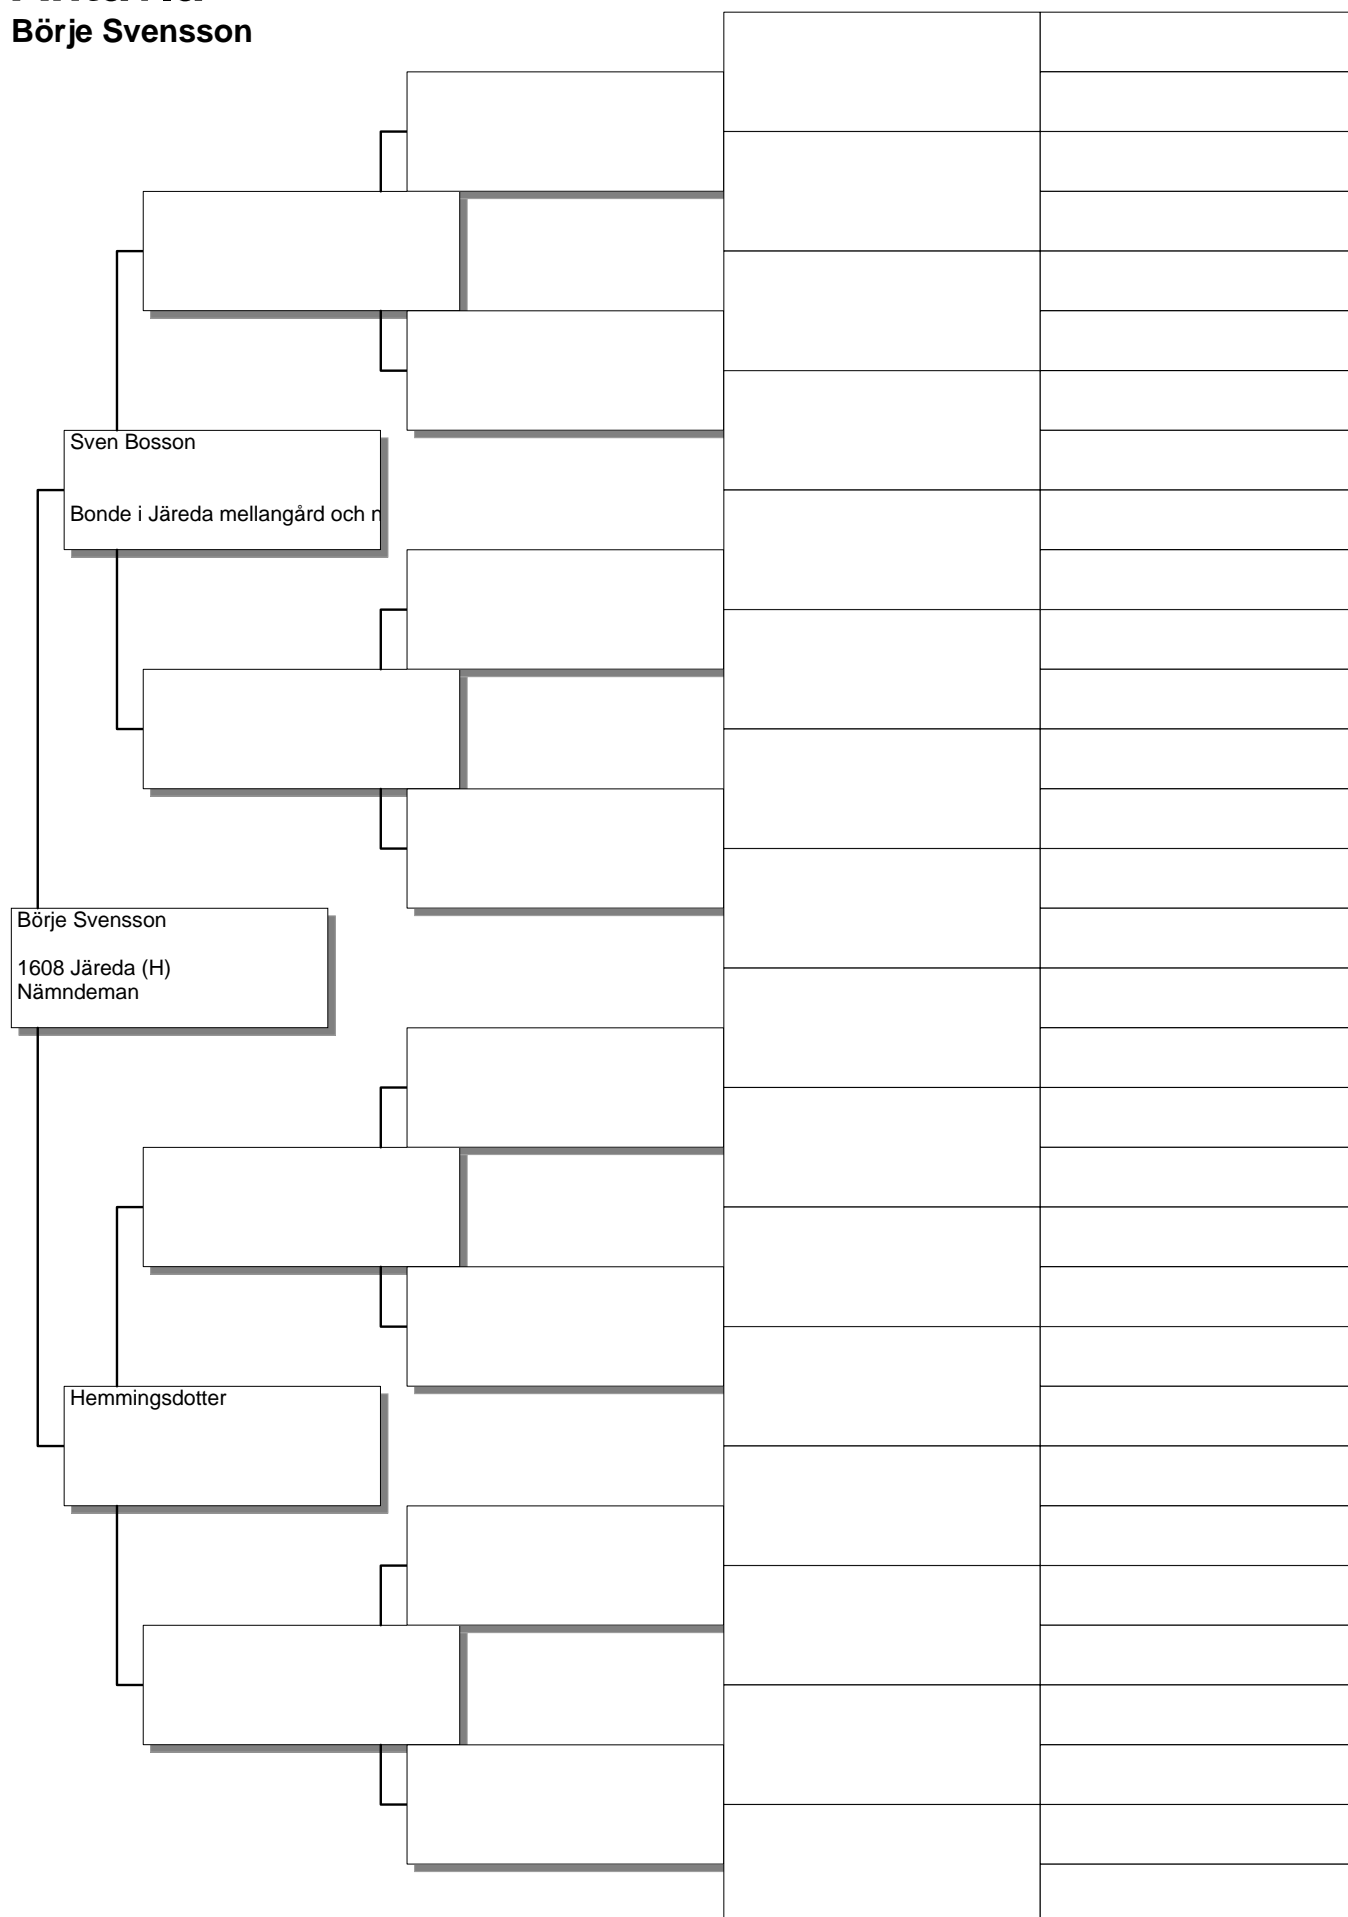 Börje Svensson
Sven Bosson
Bonde i Järeda mellangård och n
Börje Svensson
1608 Järeda (H)
Nämndeman
Hemmingsdotter